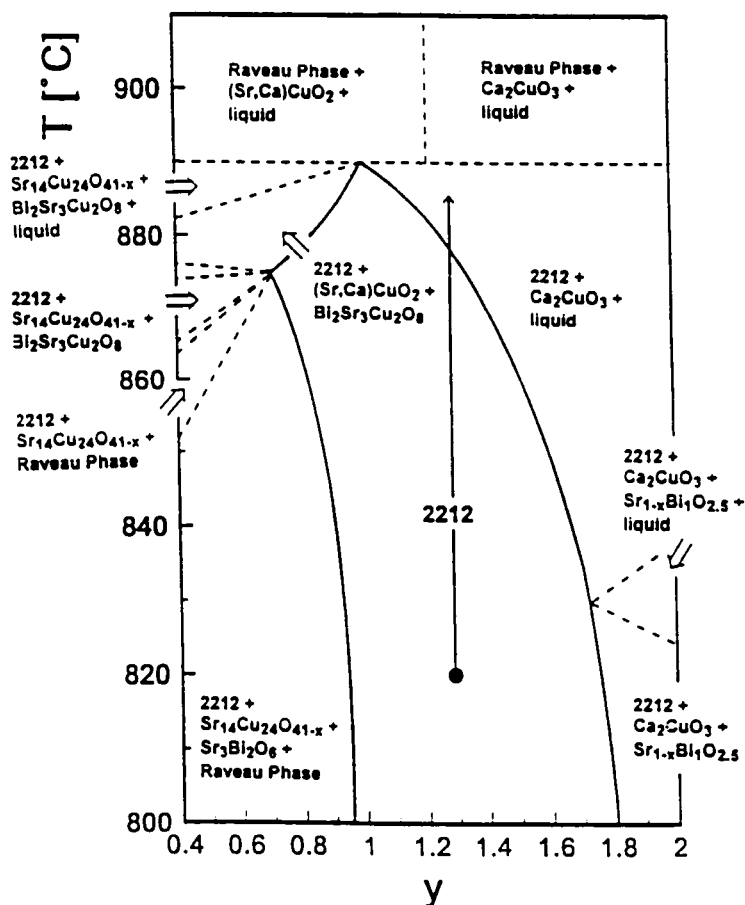 T [°C]
900
880
860
840
820
800
Raveau Phase +
(Sr,Ca)CuO₂ +
liquid
Raveau Phase +
Ca₂CuO₃ +
liquid
2212 +
Sr₁₄Cu₂₄O₄₁₋ₓ +
Bi₂Sr₃Cu₂O₈ +
liquid
2212 +
Sr₁₄Cu₂₄O₄₁₋ₓ +
Bi₂Sr₃Cu₂O₈
2212 +
(Sr,Ca)CuO₂ +
Bi₂Sr₃Cu₂O₈
2212 +
Ca₂CuO₃ +
liquid
2212 +
Sr₁₄Cu₂₄O₄₁₋ₓ +
Raveau Phase
2212 +
Ca₂CuO₃ +
Sr₁₋ₓBi₁O₂.₅ +
liquid
2212
2212 +
Sr₁₄Cu₂₄O₄₁₋ₓ +
Sr₃Bi₂O₆ +
Raveau Phase
2212 +
Ca₂CuO₃ +
Sr₁₋ₓBi₁O₂.₅
0.4 0.6 0.8 1 1.2 1.4 1.6 1.8 2
y